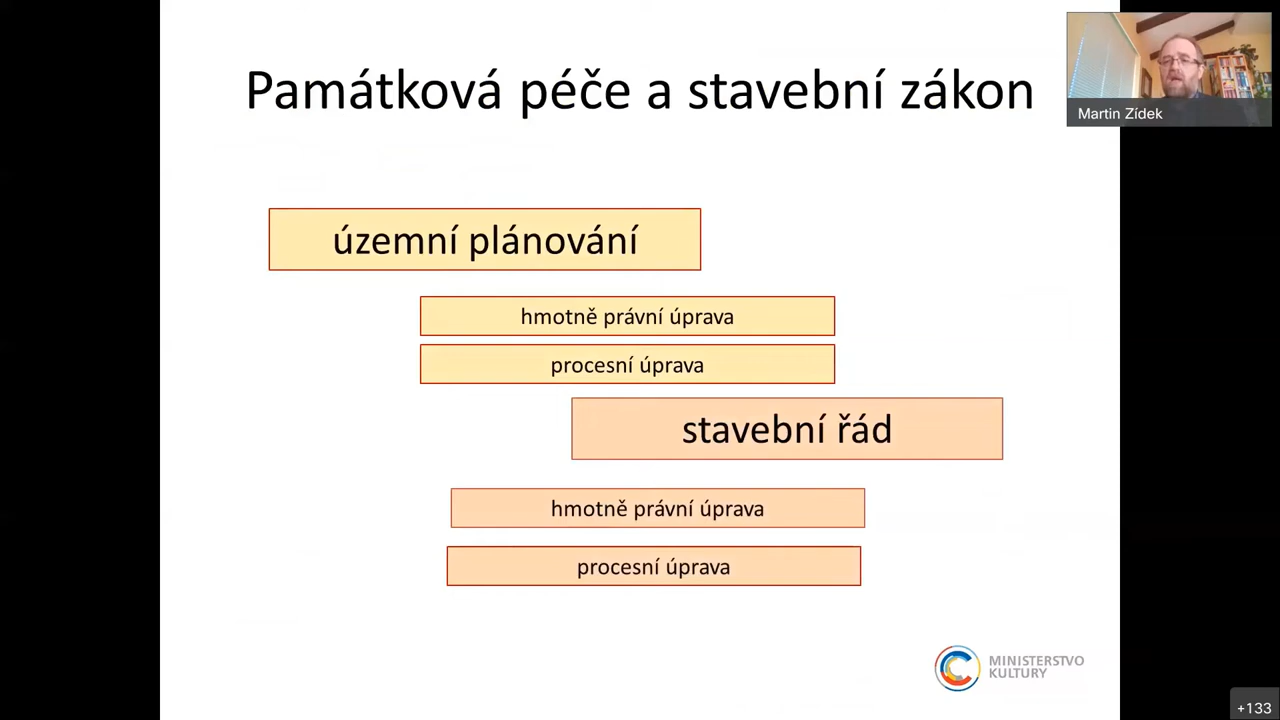 Památková péče a stavební zákon
Martin Zídek
územní plánování
hmotně právní úprava
procesní úprava
stavební řád
hmotně právní úprava
procesní úprava
MINISTERSTVO
KULTURY
+133